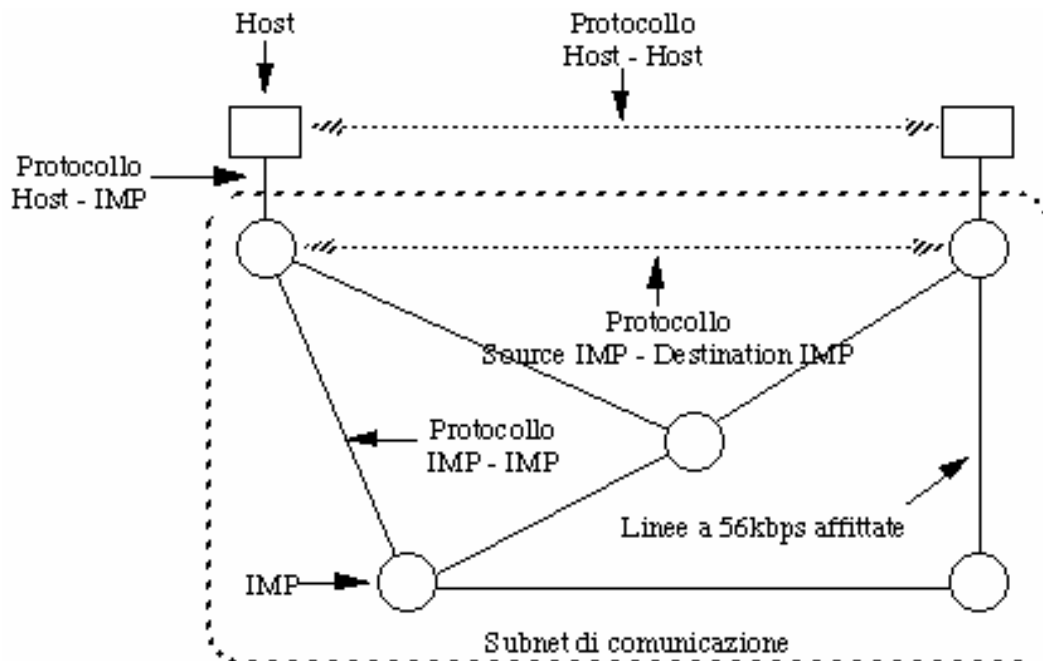 Host
Protocollo
Host - Host
Protocollo
Host - IMP
Protocollo
Source IMP - Destination IMP
Protocollo
IMP - IMP
Linee a 56kbps affittate
IMP
Subnet di comunicazione